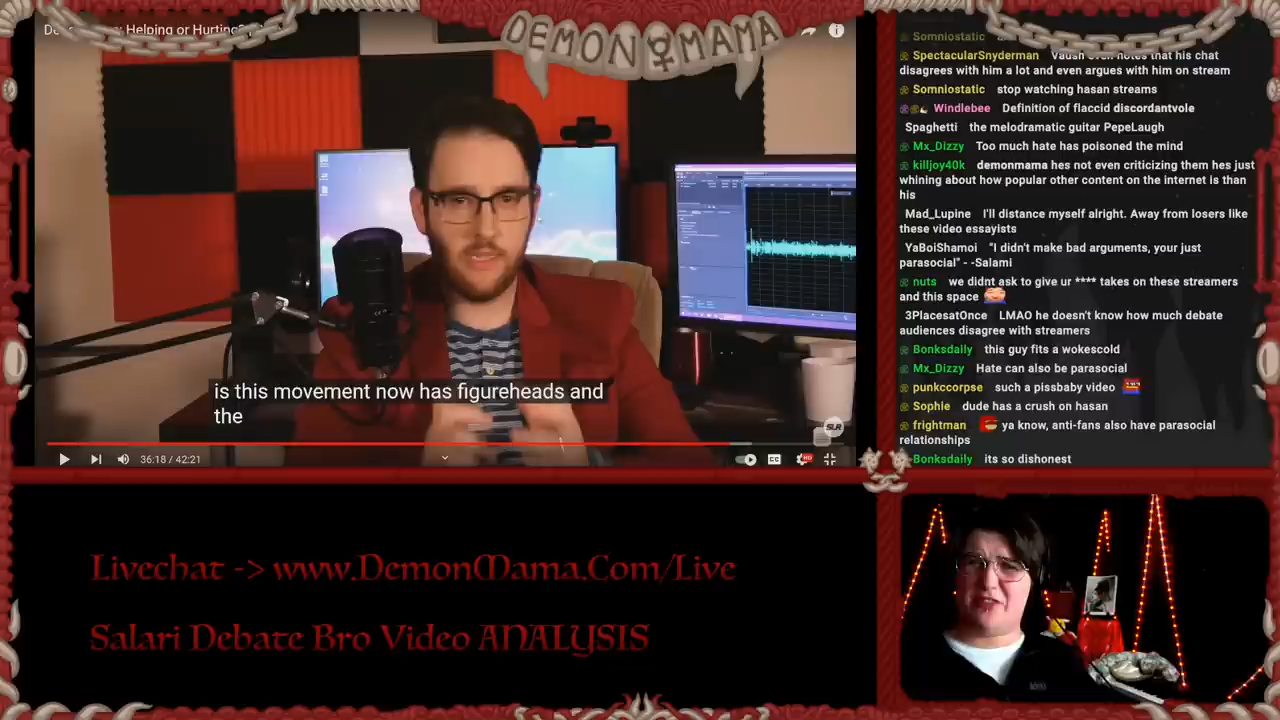 Helping or Hurting?
DEMON MAMA
is this movement now has figureheads and
the
SLR
36:18 / 42:21
CC
Somniostatic
SpectacularSnyderman Vaush even notes that his chat
disagrees with him a lot and even argues with him on stream
Somniostatic stop watching hasan streams
Windlebee Definition of flaccid discordantvole
Spaghetti the melodramatic guitar PepeLaugh
Mx_Dizzy Too much hate has poisoned the mind
killjoy40k demonmama hes not even criticizing them hes just
whining about how popular other content on the internet is than
his
Mad_Lupine I'll distance myself alright. Away from losers like
these video essayists
YaBoiShamoi "I didn't make bad arguments, your just
parasocial" - -Salami
nuts we didnt ask to give ur **** takes on these streamers
and this space
3PlacesatOnce LMAO he doesn't know how much debate
audiences disagree with streamers
Bonksdaily this guy fits a wokescold
Mx_Dizzy Hate can also be parasocial
punkccorpse such a pissbaby video
Sophie dude has a crush on hasan
frightman ya know, anti-fans also have parasocial
relationships
Bonksdaily its so dishonest
Livechat -> www.DemonMama.Com/Live
Salari Debate Bro Video ANALYSIS